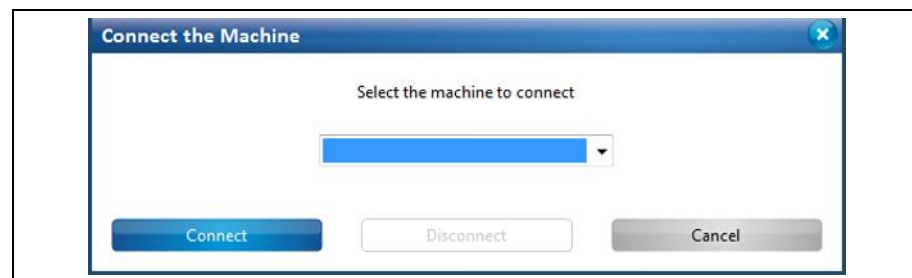 Connect the Machine
Select the machine to connect
Connect Disconnect Cancel